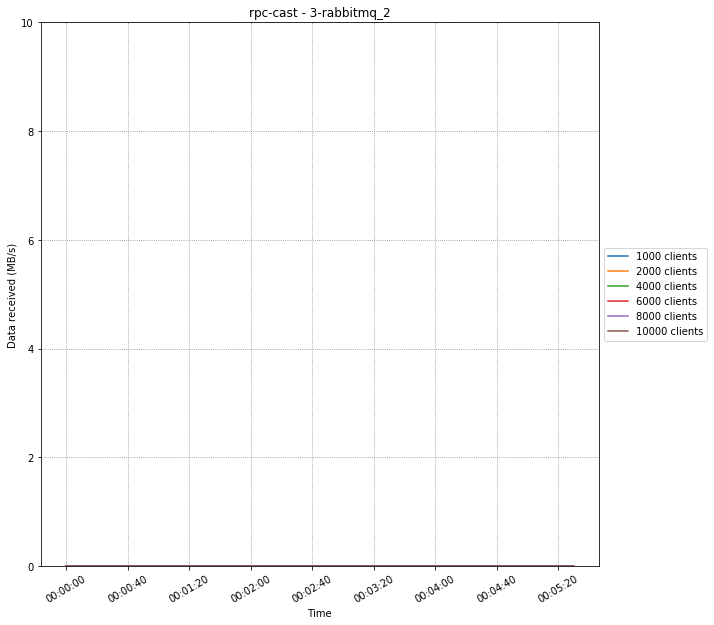 rpc-cast - 3-rabbitmq_2
10
8
6
4
2
0
Data received (MB/s)
00:00:00
00:00:40
00:01:20
00:02:00
00:02:40
00:03:20
00:04:00
00:04:40
00:05:20
Time
1000 clients
2000 clients
4000 clients
6000 clients
8000 clients
10000 clients